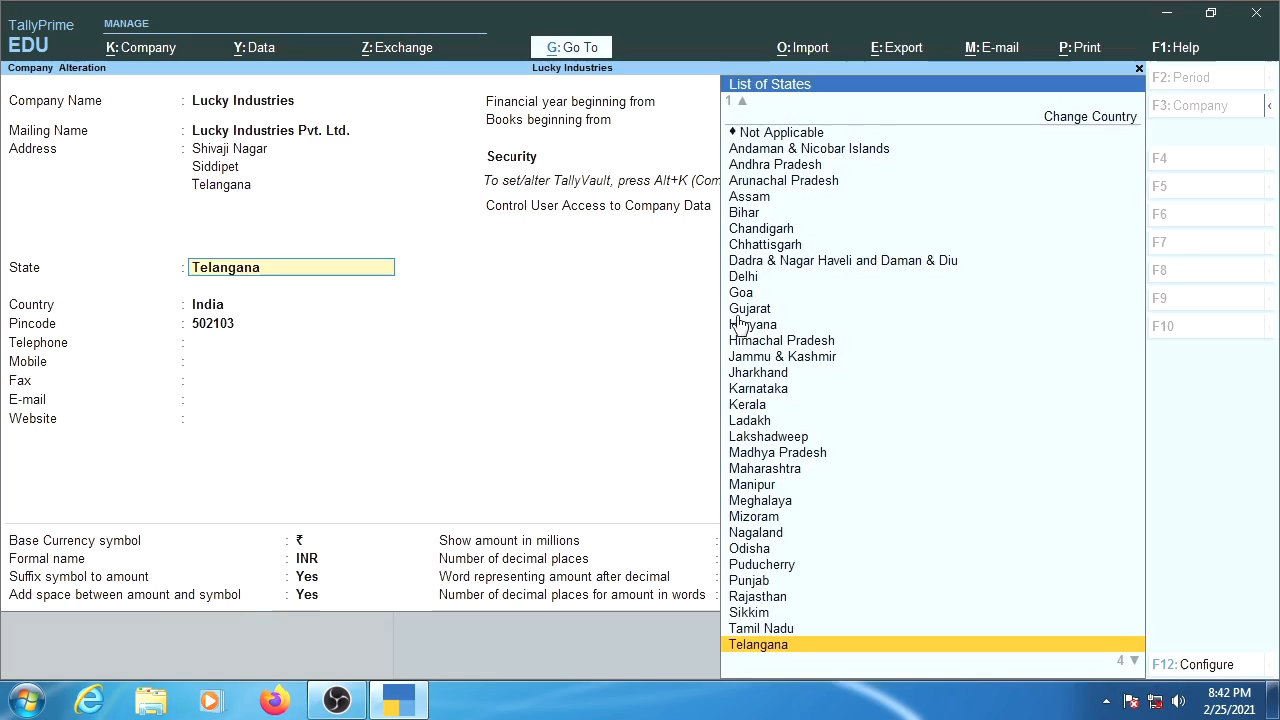 TallyPrime
EDU
MANAGE
K: Company
Y: Data
Z: Exchange
G: Go To
O: Import
E: Export
M: E-mail
P: Print
F1: Help
Company Alteration
Lucky Industries
Company Name : Lucky Industries
Mailing Name : Lucky Industries Pvt. Ltd.
Address : Shivaji Nagar
Siddipet
Telangana
State : Telangana
Country : India
Pincode : 502103
Telephone :
Mobile :
Fax :
E-mail :
Website :
Financial year beginning from
Books beginning from
Security
To set/alter TallyVault, press Alt+K (Com
Control User Access to Company Data
Base Currency symbol : ₹
Formal name : INR
Suffix symbol to amount : Yes
Add space between amount and symbol : Yes
Show amount in millions :
Number of decimal places :
Word representing amount after decimal :
Number of decimal places for amount in words :
List of States
1
Change Country
Not Applicable
Andaman & Nicobar Islands
Andhra Pradesh
Arunachal Pradesh
Assam
Bihar
Chandigarh
Chhattisgarh
Dadra & Nagar Haveli and Daman & Diu
Delhi
Goa
Gujarat
Haryana
Himachal Pradesh
Jammu & Kashmir
Jharkhand
Karnataka
Kerala
Ladakh
Lakshadweep
Madhya Pradesh
Maharashtra
Manipur
Meghalaya
Mizoram
Nagaland
Odisha
Puducherry
Punjab
Rajasthan
Sikkim
Tamil Nadu
Telangana
4
F2: Period
F3: Company
F4
F5
F6
F7
F8
F9
F10
F12: Configure
8:42 PM
2/25/2021